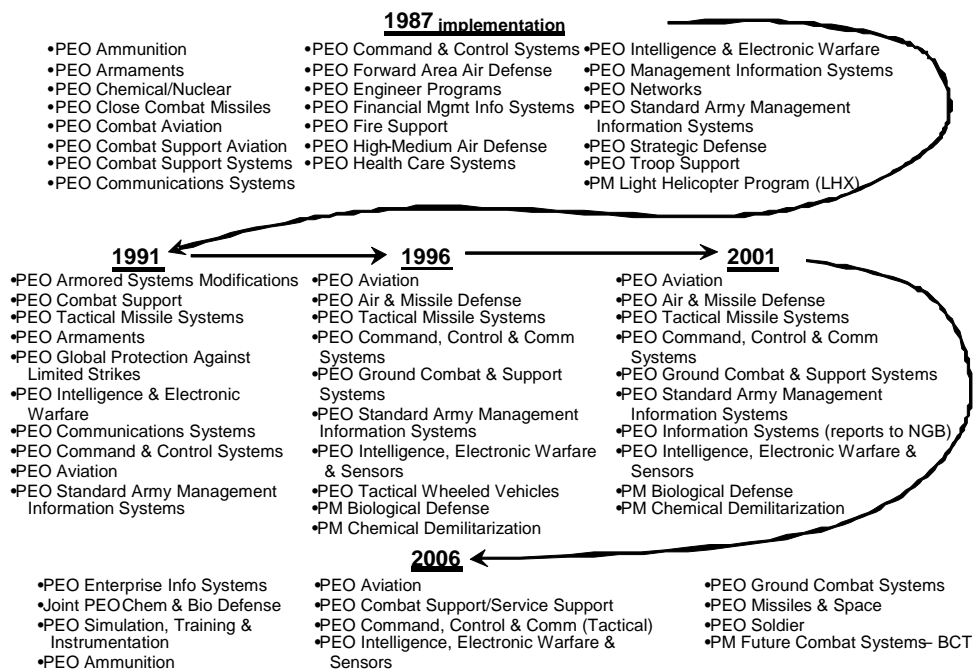 1987 implementation
•PEO Ammunition
•PEO Armaments
•PEO Chemical/Nuclear
•PEO Close Combat Missiles
•PEO Combat Aviation
•PEO Combat Support Aviation
•PEO Combat Support Systems
•PEO Communications Systems
•PEO Command & Control Systems
•PEO Forward Area Air Defense
•PEO Engineer Programs
•PEO Financial Mgmt Info Systems
•PEO Fire Support
•PEO High-Medium Air Defense
•PEO Health Care Systems
•PEO Intelligence & Electronic Warfare
•PEO Management Information Systems
•PEO Networks
•PEO Standard Army Management
Information Systems
•PEO Strategic Defense
•PEO Troop Support
•PM Light Helicopter Program (LHX)
1991
•PEO Armored Systems Modifications
•PEO Combat Support
•PEO Tactical Missile Systems
•PEO Armaments
•PEO Global Protection Against
Limited Strikes
•PEO Intelligence & Electronic
Warfare
•PEO Communications Systems
•PEO Command & Control Systems
•PEO Aviation
•PEO Standard Army Management
Information Systems
1996
•PEO Aviation
•PEO Air & Missile Defense
•PEO Tactical Missile Systems
•PEO Command, Control & Comm
Systems
•PEO Ground Combat & Support
Systems
•PEO Standard Army Management
Information Systems
•PEO Intelligence, Electronic Warfare
& Sensors
•PEO Tactical Wheeled Vehicles
•PM Biological Defense
•PM Chemical Demilitarization
2001
•PEO Aviation
•PEO Air & Missile Defense
•PEO Tactical Missile Systems
•PEO Command, Control & Comm
Systems
•PEO Ground Combat & Support Systems
•PEO Standard Army Management
Information Systems
•PEO Information Systems (reports to NGB)
•PEO Intelligence, Electronic Warfare &
Sensors
•PM Biological Defense
•PM Chemical Demilitarization
2006
•PEO Enterprise Info Systems
•Joint PEO Chem & Bio Defense
•PEO Simulation, Training &
Instrumentation
•PEO Ammunition
•PEO Aviation
•PEO Combat Support/Service Support
•PEO Command, Control & Comm (Tactical)
•PEO Intelligence, Electronic Warfare &
Sensors
•PEO Ground Combat Systems
•PEO Missiles & Space
•PEO Soldier
•PM Future Combat Systems– BCT